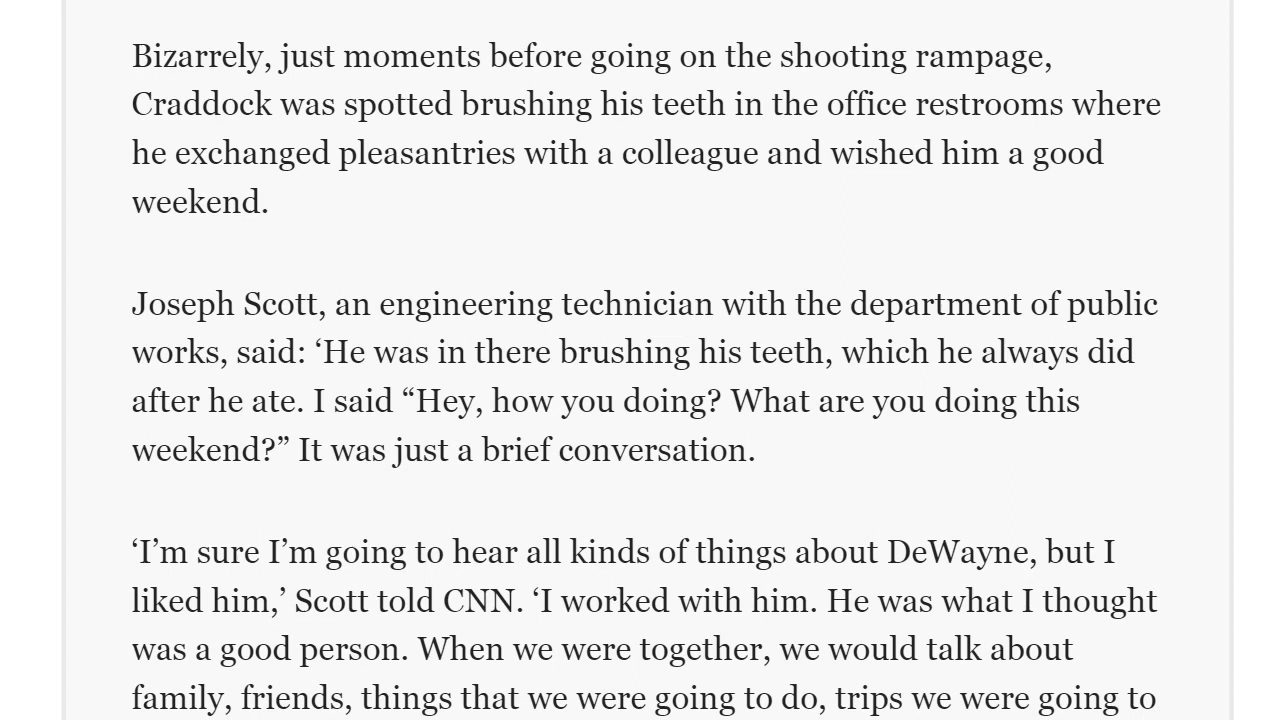 Bizarrely, just moments before going on the shooting rampage,
Craddock was spotted brushing his teeth in the office restrooms where
he exchanged pleasantries with a colleague and wished him a good
weekend.
Joseph Scott, an engineering technician with the department of public
works, said: ‘He was in there brushing his teeth, which he always did
after he ate. I said “Hey, how you doing? What are you doing this
weekend?” It was just a brief conversation.
‘I’m sure I’m going to hear all kinds of things about DeWayne, but I
liked him,’ Scott told CNN. ‘I worked with him. He was what I thought
was a good person. When we were together, we would talk about
family, friends, things that we were going to do, trips we were going to